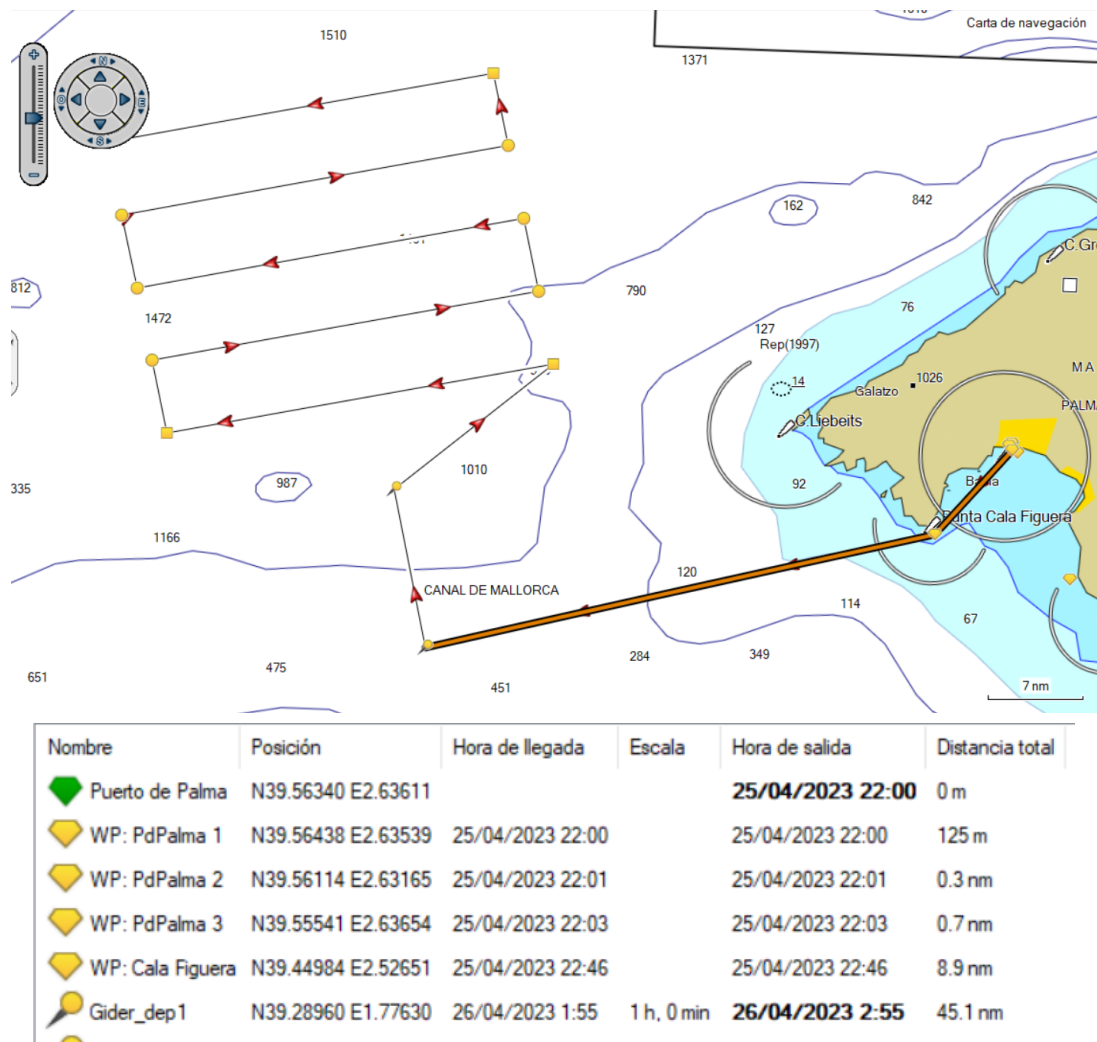 Carta de navegación
1510
1371
162
842
C.Gr
812
790
76
1472
127
Rep(1997)
14
Galatzo
1026
M A
PALMA
C.Liebeits
1010
987
335
92
Punta Cala Figuera
1166
120
CANAL DE MALLORCA
114
67
284
349
475
651
451
7 nm
Nombre Posición Hora de llegada Escala Hora de salida Distancia total
Puerto de Palma N39.56340 E2.63611 25/04/2023 22:00 0 m
WP: PdPalma 1 N39.56438 E2.63539 25/04/2023 22:00 25/04/2023 22:00 125 m
WP: PdPalma 2 N39.56114 E2.63165 25/04/2023 22:01 25/04/2023 22:01 0.3 nm
WP: PdPalma 3 N39.55541 E2.63654 25/04/2023 22:03 25/04/2023 22:03 0.7 nm
WP: Cala Figuera N39.44984 E2.52651 25/04/2023 22:46 25/04/2023 22:46 8.9 nm
Gider_dep1 N39.28960 E1.77630 26/04/2023 1:55 1 h, 0 min 26/04/2023 2:55 45.1 nm